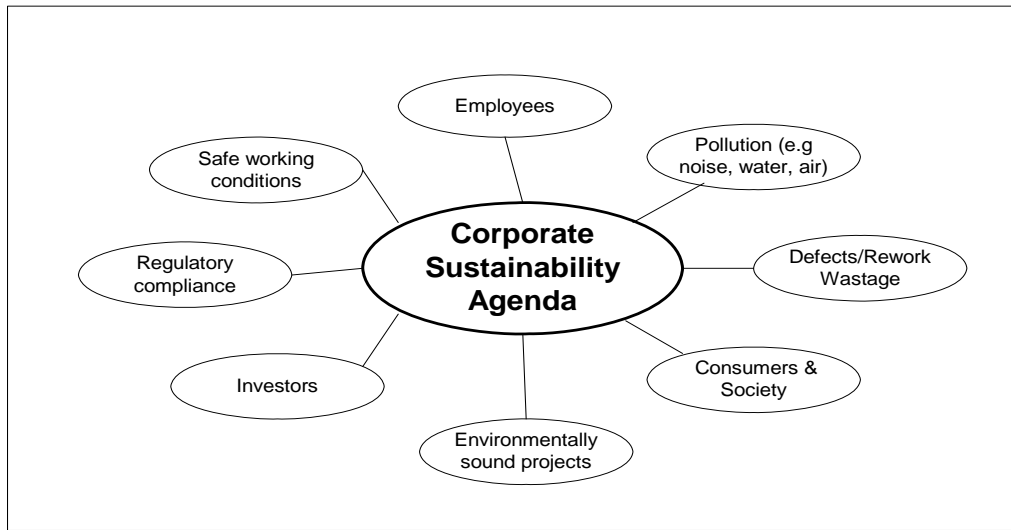 Employees
Pollution (e.g
noise, water, air)
Safe working
conditions
Corporate
Sustainability
Agenda
Regulatory
compliance
Defects/Rework
Wastage
Investors
Consumers &
Society
Environmentally
sound projects